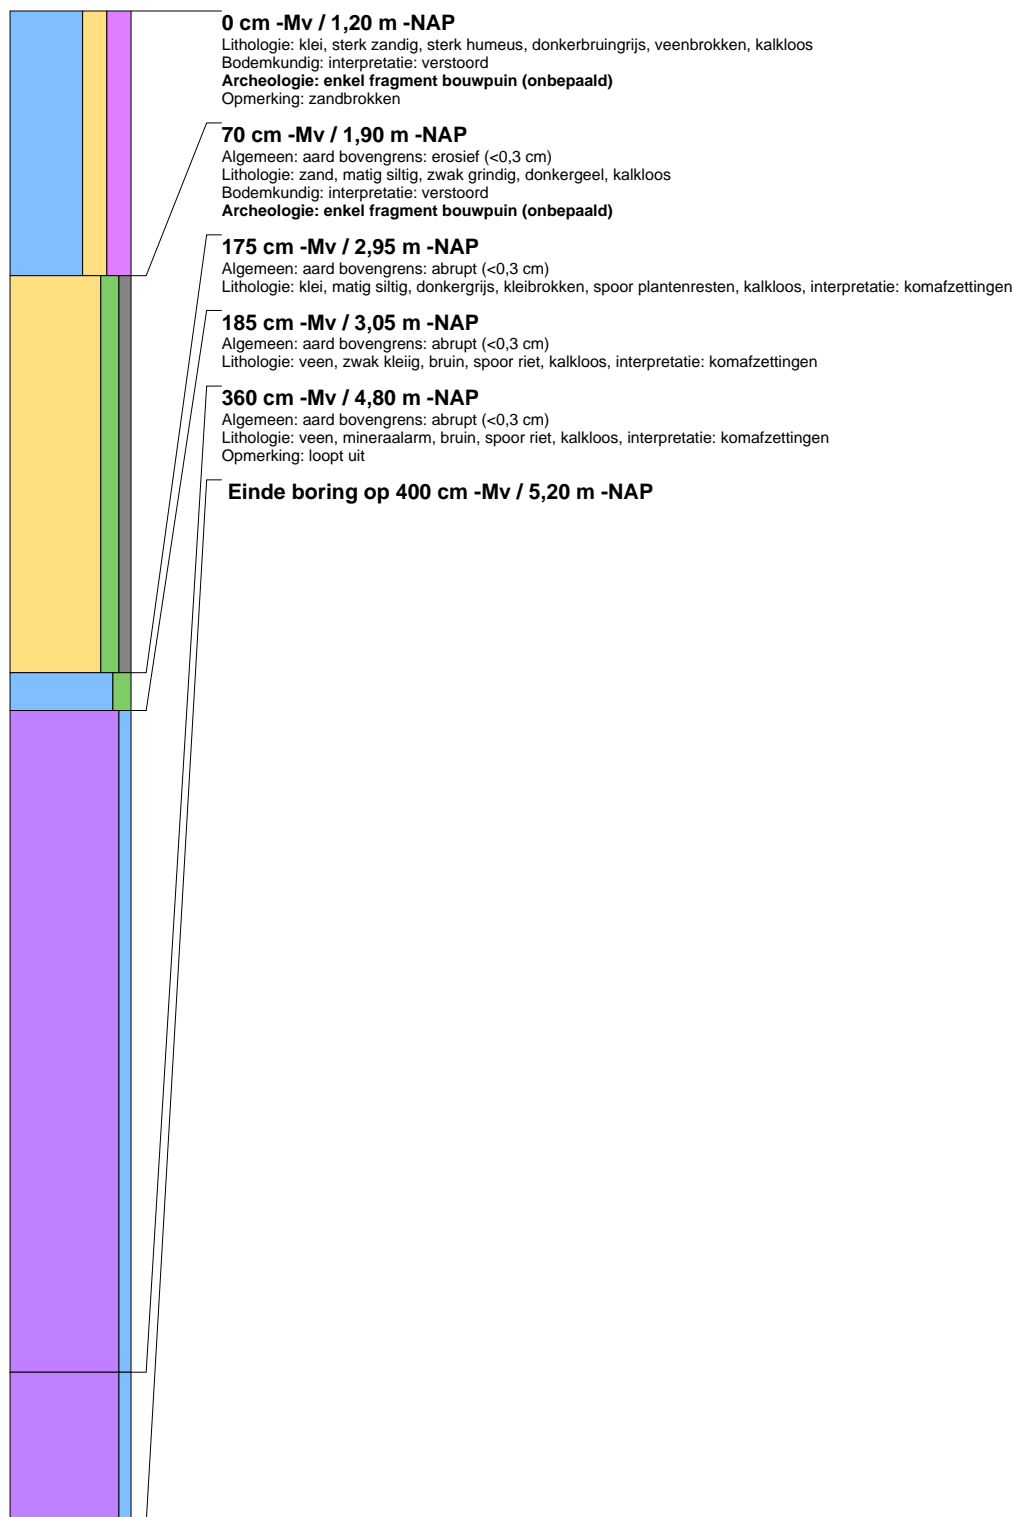 0 cm -Mv / 1,20 m -NAP
Lithologie: klei, sterk zandig, sterk humeus, donkerbruingrijs, veenbrokken, kalkloos
Bodemkundig: interpretatie: verstoord
Archeologie: enkel fragment bouwpuin (onbepaald)
Opmerking: zandbrokken
70 cm -Mv / 1,90 m -NAP
Algemeen: aard bovengrens: erosief (<0,3 cm)
Lithologie: zand, matig siltig, zwak grindig, donkergeel, kalkloos
Bodemkundig: interpretatie: verstoord
Archeologie: enkel fragment bouwpuin (onbepaald)
175 cm -Mv / 2,95 m -NAP
Algemeen: aard bovengrens: abrupt (<0,3 cm)
Lithologie: klei, matig siltig, donkergrijs, kleibrokken, spoor plantenresten, kalkloos, interpretatie: komafzettingen
185 cm -Mv / 3,05 m -NAP
Algemeen: aard bovengrens: abrupt (<0,3 cm)
Lithologie: veen, zwak kleiig, bruin, spoor riet, kalkloos, interpretatie: komafzettingen
360 cm -Mv / 4,80 m -NAP
Algemeen: aard bovengrens: abrupt (<0,3 cm)
Lithologie: veen, mineraalarm, bruin, spoor riet, kalkloos, interpretatie: komafzettingen
Opmerking: loopt uit
Einde boring op 400 cm -Mv / 5,20 m -NAP